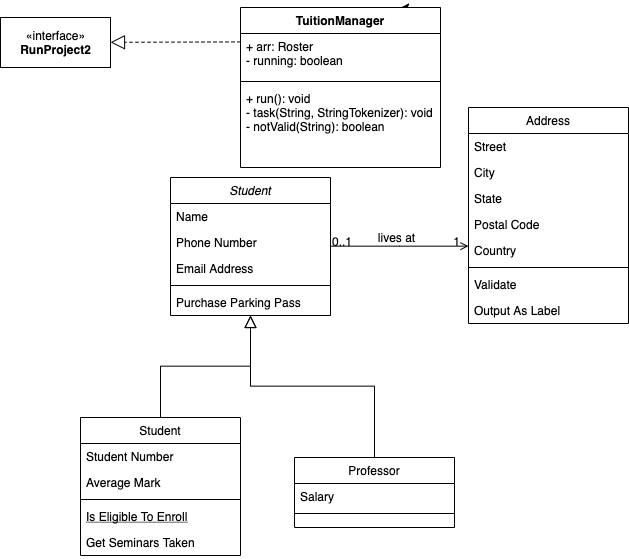 «interface»
RunProject2
TuitionManager
+ arr: Roster
- running: boolean
+ run(): void
- task(String, StringTokenizer): void
- notValid(String): boolean
Address
Street
City
State
Postal Code
Country
Validate
Output As Label
Student
Name
Phone Number
Email Address
Purchase Parking Pass
0..1
lives at
1
Student
Student Number
Average Mark
Is Eligible To Enroll
Get Seminars Taken
Professor
Salary